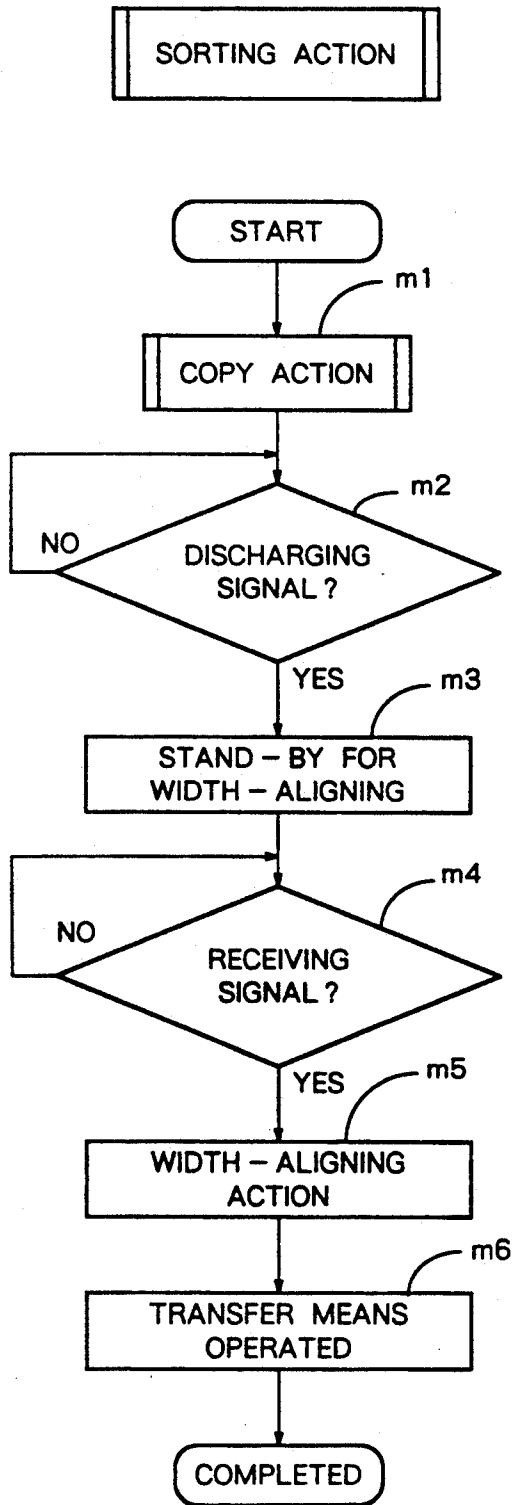 SORTING ACTION
START
m1
COPY ACTION
m2
NO
DISCHARGING
SIGNAL?
YES
m3
STAND-BY FOR
WIDTH-ALIGNING
m4
NO
RECEIVING
SIGNAL?
YES
m5
WIDTH-ALIGNING
ACTION
m6
TRANSFER MEANS
OPERATED
COMPLETED